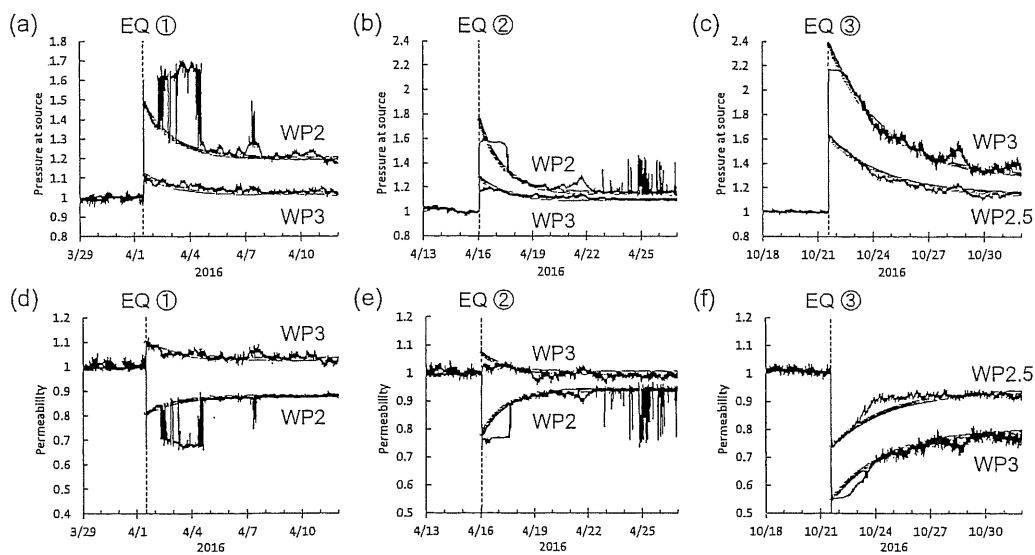 (a) EQ ①
Pressure at source
1.8
1.7
1.6
1.5
1.4
1.3
1.2
1.1
1.0
0.9
0.8
0.7
WP2
WP3
3/29 4/1 4/4 4/7 4/10
2016
(b) EQ ②
Pressure at source
2.4
2.2
2
1.8
1.6
1.4
1.2
1
0.8
WP2
WP3
4/13 4/16 4/19 4/22 4/25
2016
(c) EQ ③
Pressure at source
2.4
2.2
2
1.8
1.6
1.4
1.2
1
0.8
WP3
WP2.5
10/18 10/21 10/24 10/27 10/30
2016
(d) EQ ①
Permeability
1.2
1.1
1
0.9
0.8
0.7
0.6
0.5
0.4
WP3
WP2
3/29 4/1 4/4 4/7 4/10
2016
(e) EQ ②
Permeability
1.2
1.1
1.0
0.9
0.8
0.7
0.6
0.5
WP3
WP2
4/13 4/16 4/19 4/22 4/25
2016
(f) EQ ③
Permeability
1.2
1.1
1
0.9
0.8
0.7
0.6
0.5
WP2.5
WP3
10/18 10/21 10/24 10/27 10/30
2016